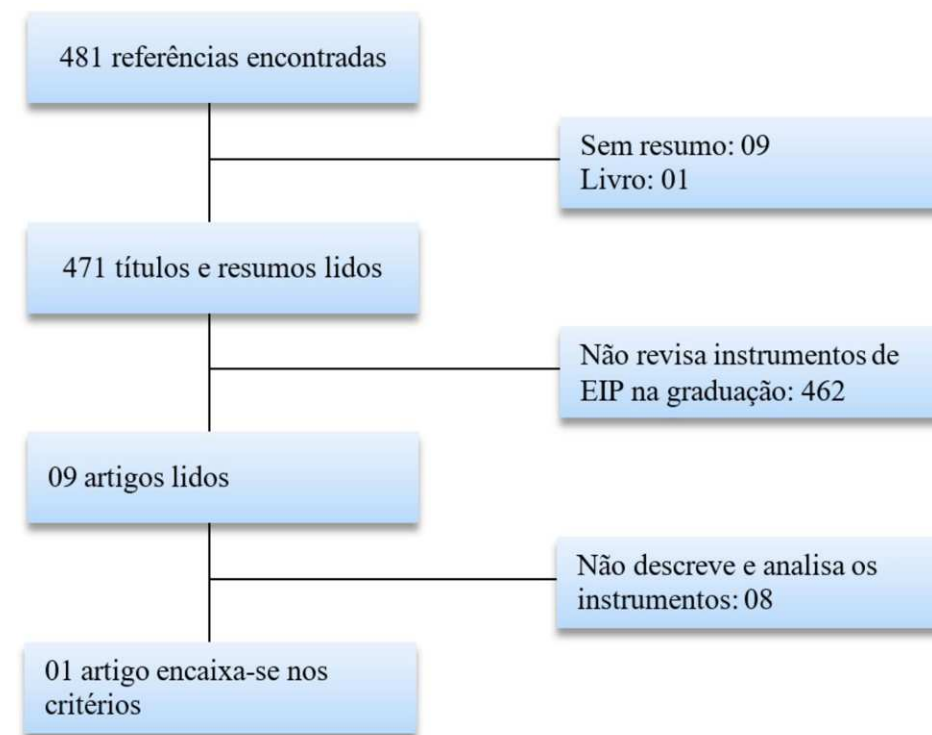 481 referências encontradas
Sem resumo: 09
Livro: 01
471 títulos e resumos lidos
Não revisa instrumentos de
EIP na graduação: 462
09 artigos lidos
Não descreve e analisa os
instrumentos: 08
01 artigo encaixa-se nos
critérios